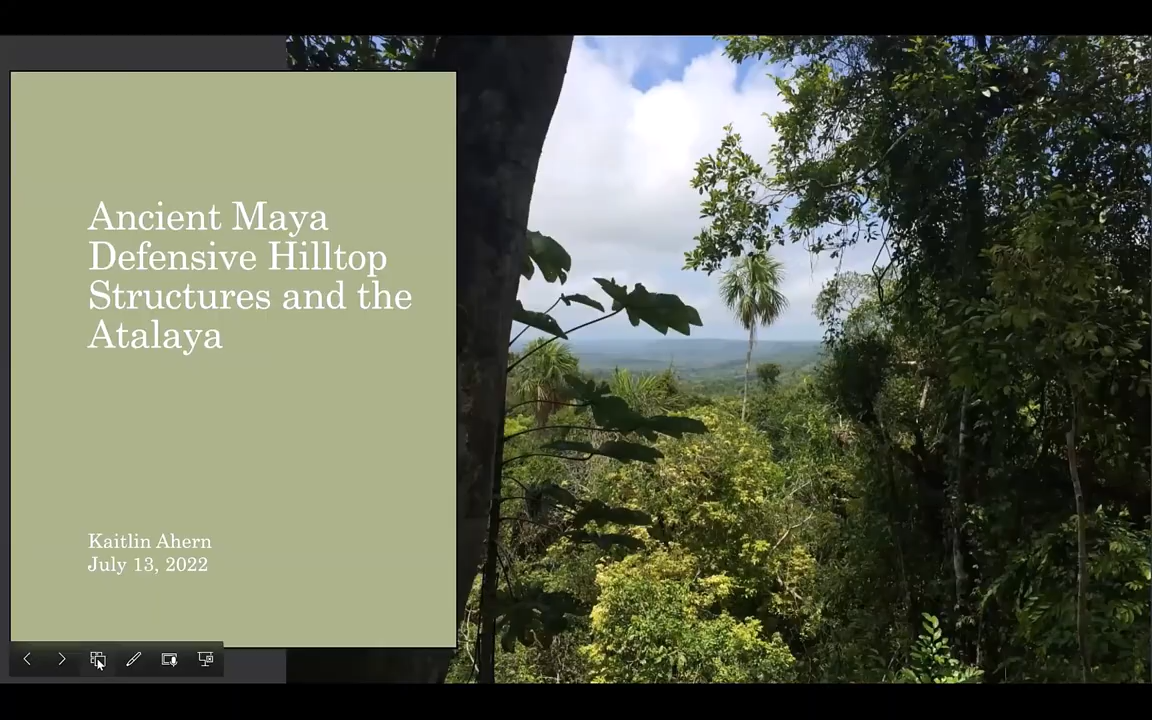 Ancient Maya
Defensive Hilltop
Structures and the
Atalaya
Kaitlin Ahern
July 13, 2022